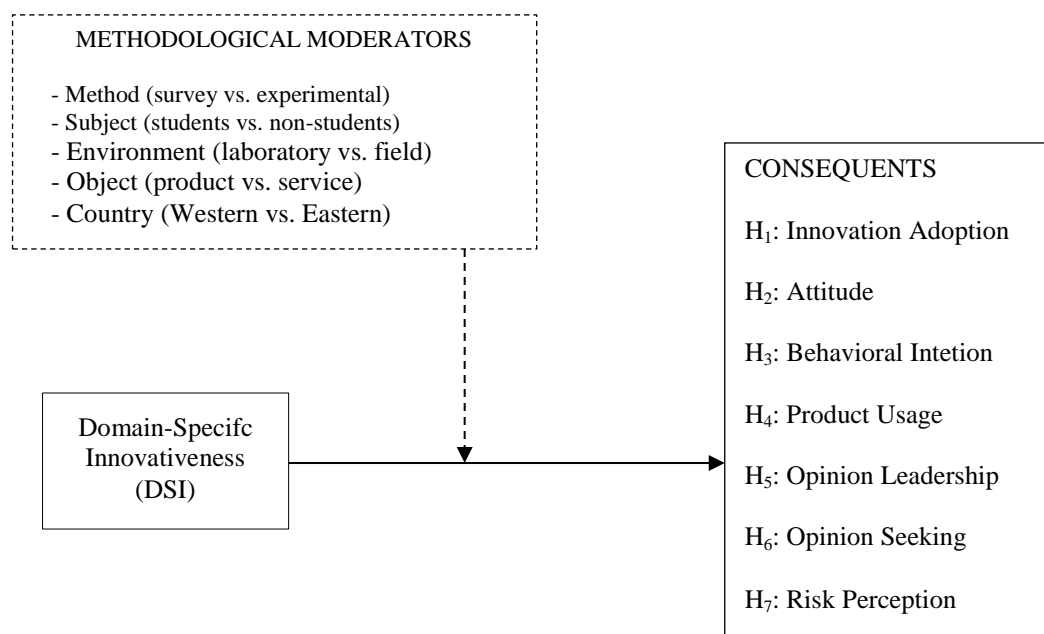 METHODOLOGICAL MODERATORS
- Method (survey vs. experimental)
- Subject (students vs. non-students)
- Environment (laboratory vs. field)
- Object (product vs. service)
- Country (Western vs. Eastern)
CONSEQUENTS
H₁: Innovation Adoption
H₂: Attitude
H₃: Behavioral Intetion
H₄: Product Usage
H₅: Opinion Leadership
H₆: Opinion Seeking
H₇: Risk Perception
Domain-Specifc
Innovativeness
(DSI)